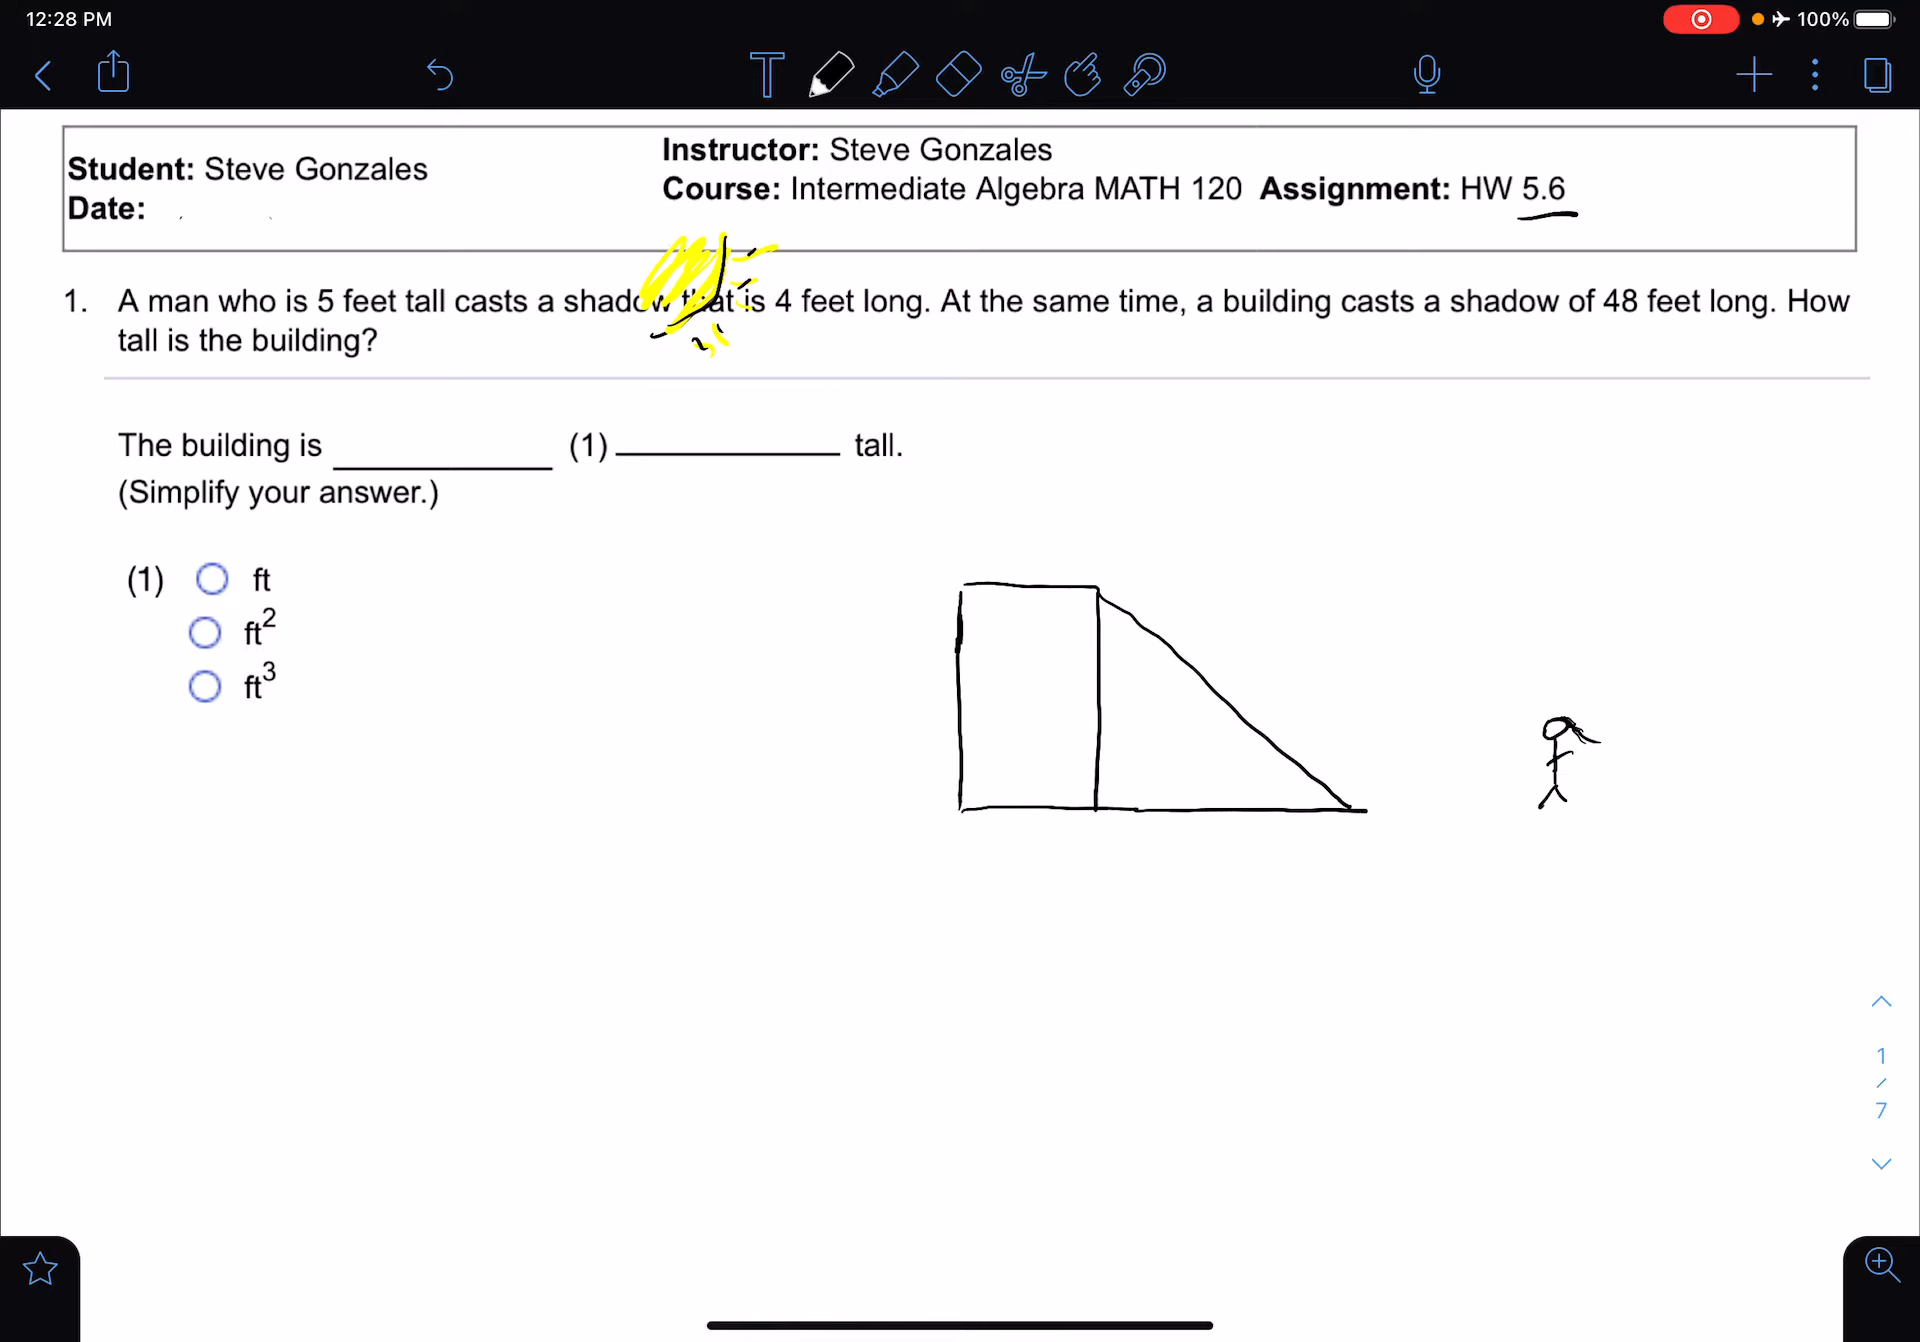 12:28 PM
100%
Student: Steve Gonzales
Instructor: Steve Gonzales
Date:
Course: Intermediate Algebra MATH 120 Assignment: HW 5.6
1. A man who is 5 feet tall casts a shadow that is 4 feet long. At the same time, a building casts a shadow of 48 feet long. How
tall is the building?
The building is ____________ (1) ____________ tall.
(Simplify your answer.)
(1) ft
ft²
ft³
1
/
7